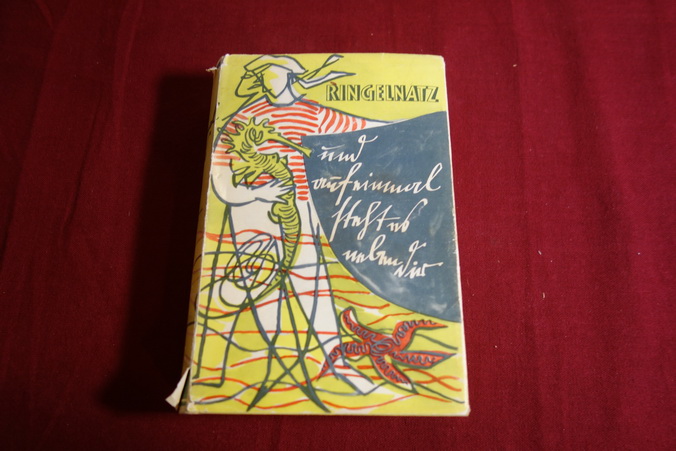 RINGELNATZ
und
auf einmal
steht es
neben dir